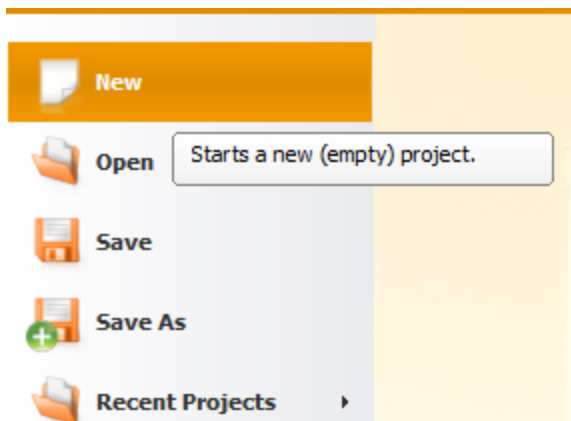 New
Open
Starts a new (empty) project.
Save
Save As
Recent Projects